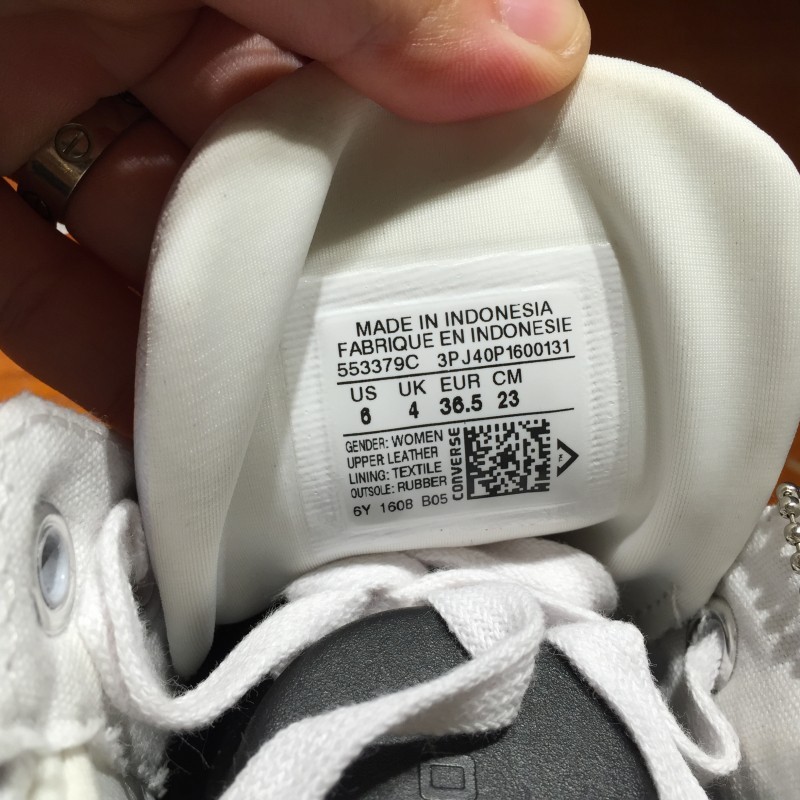 MADE IN INDONESIA
FABRIQUE EN INDONESIE
553379C 3PJ40P1600131
US UK EUR CM
6 4 36.5 23
GENDER: WOMEN
UPPER: LEATHER
LINING: TEXTILE
OUTSOLE: RUBBER
6Y 1608 B05
CONVERSE